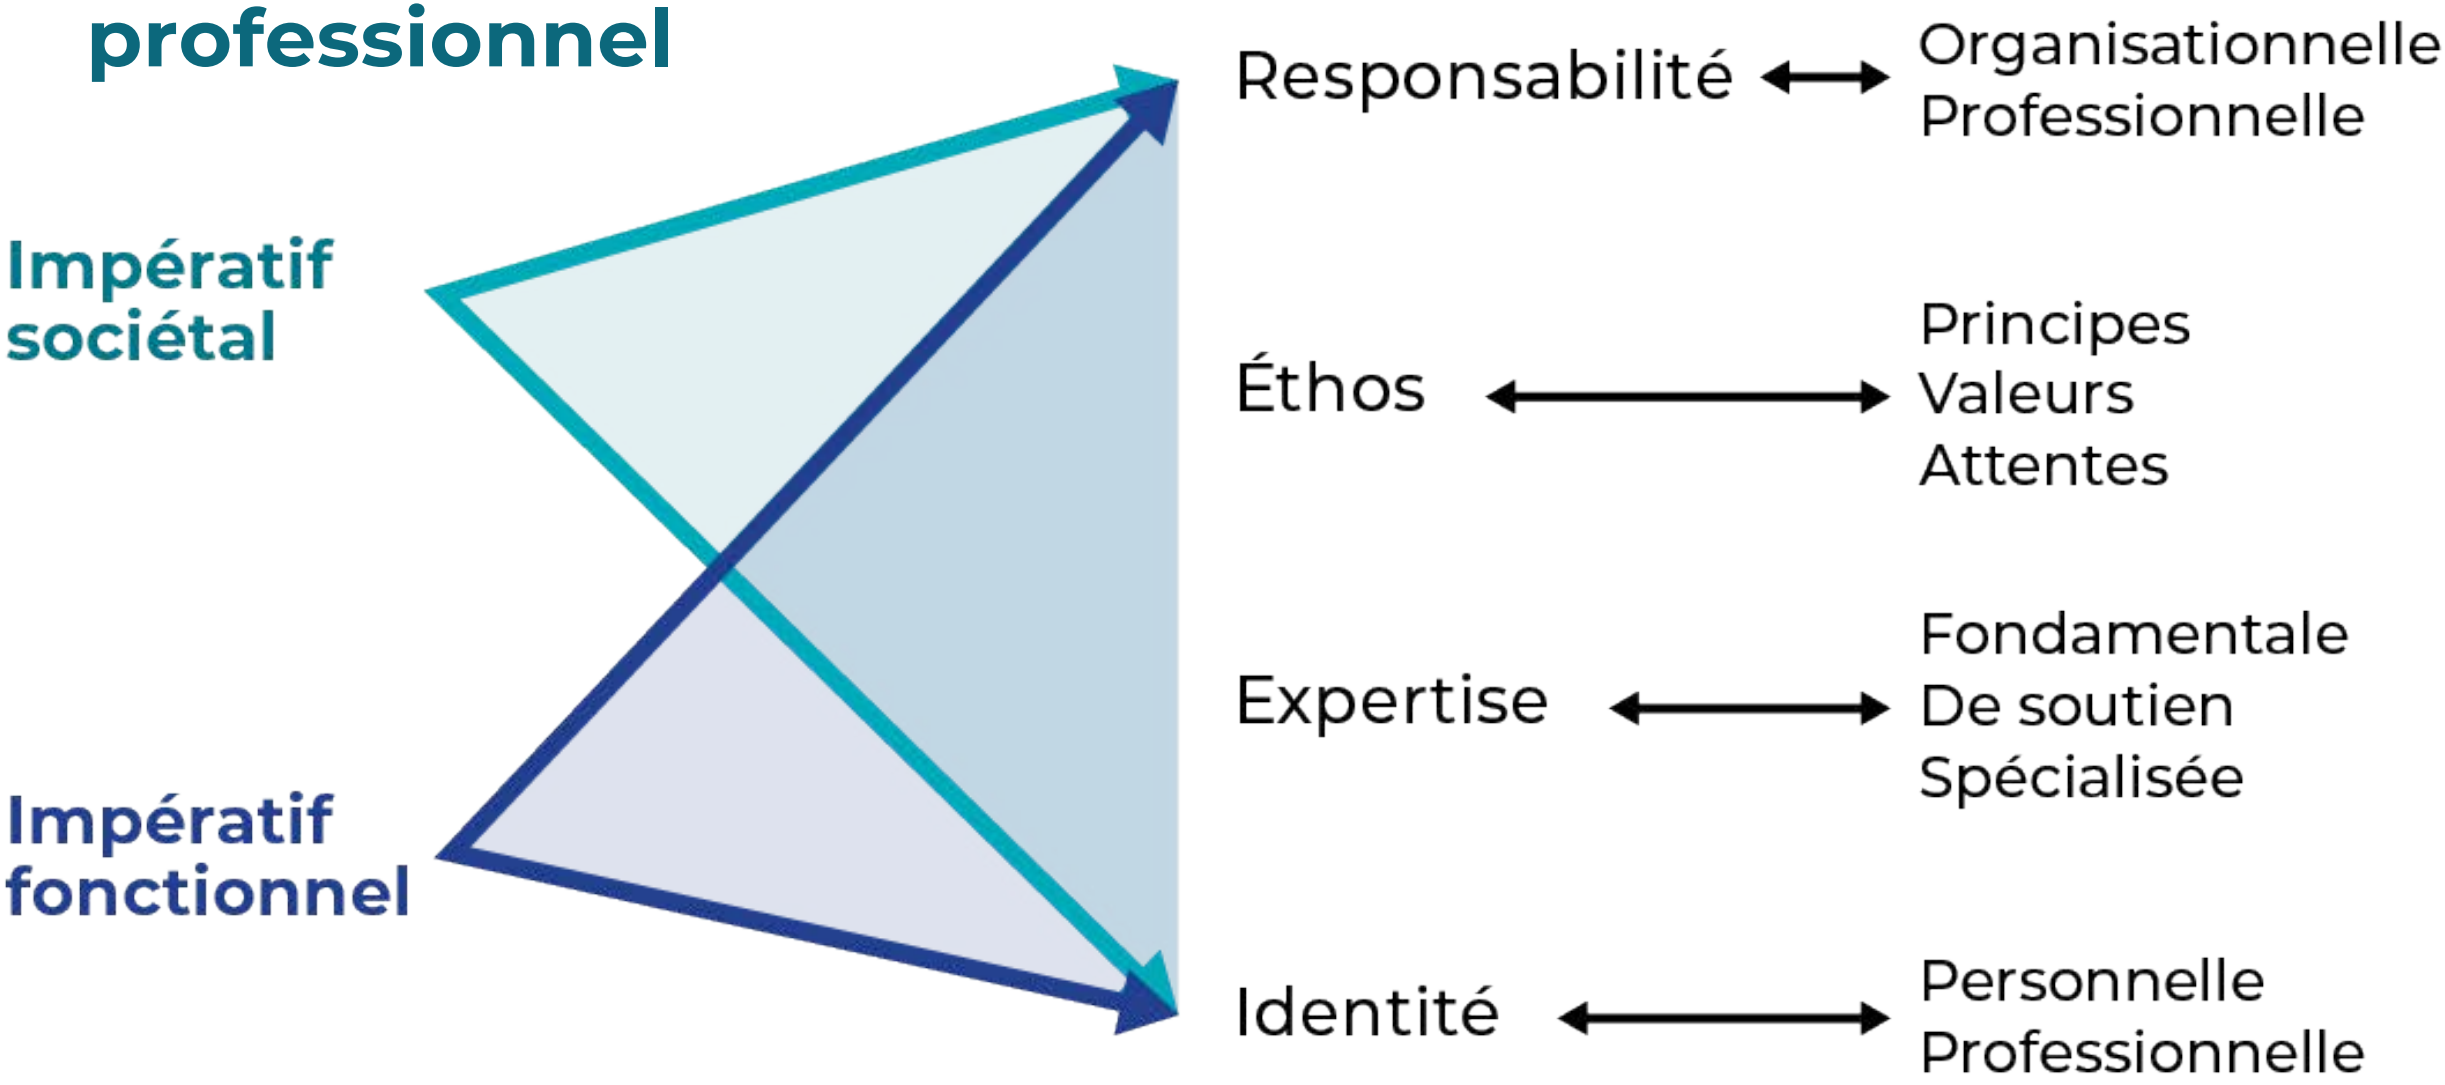 professionnel
Impératif
sociétal
Impératif
fonctionnel
Responsabilité
Organisationnelle
Professionnelle
Éthos
Principes
Valeurs
Attentes
Expertise
Fondamentale
De soutien
Spécialisée
Identité
Personnelle
Professionnelle